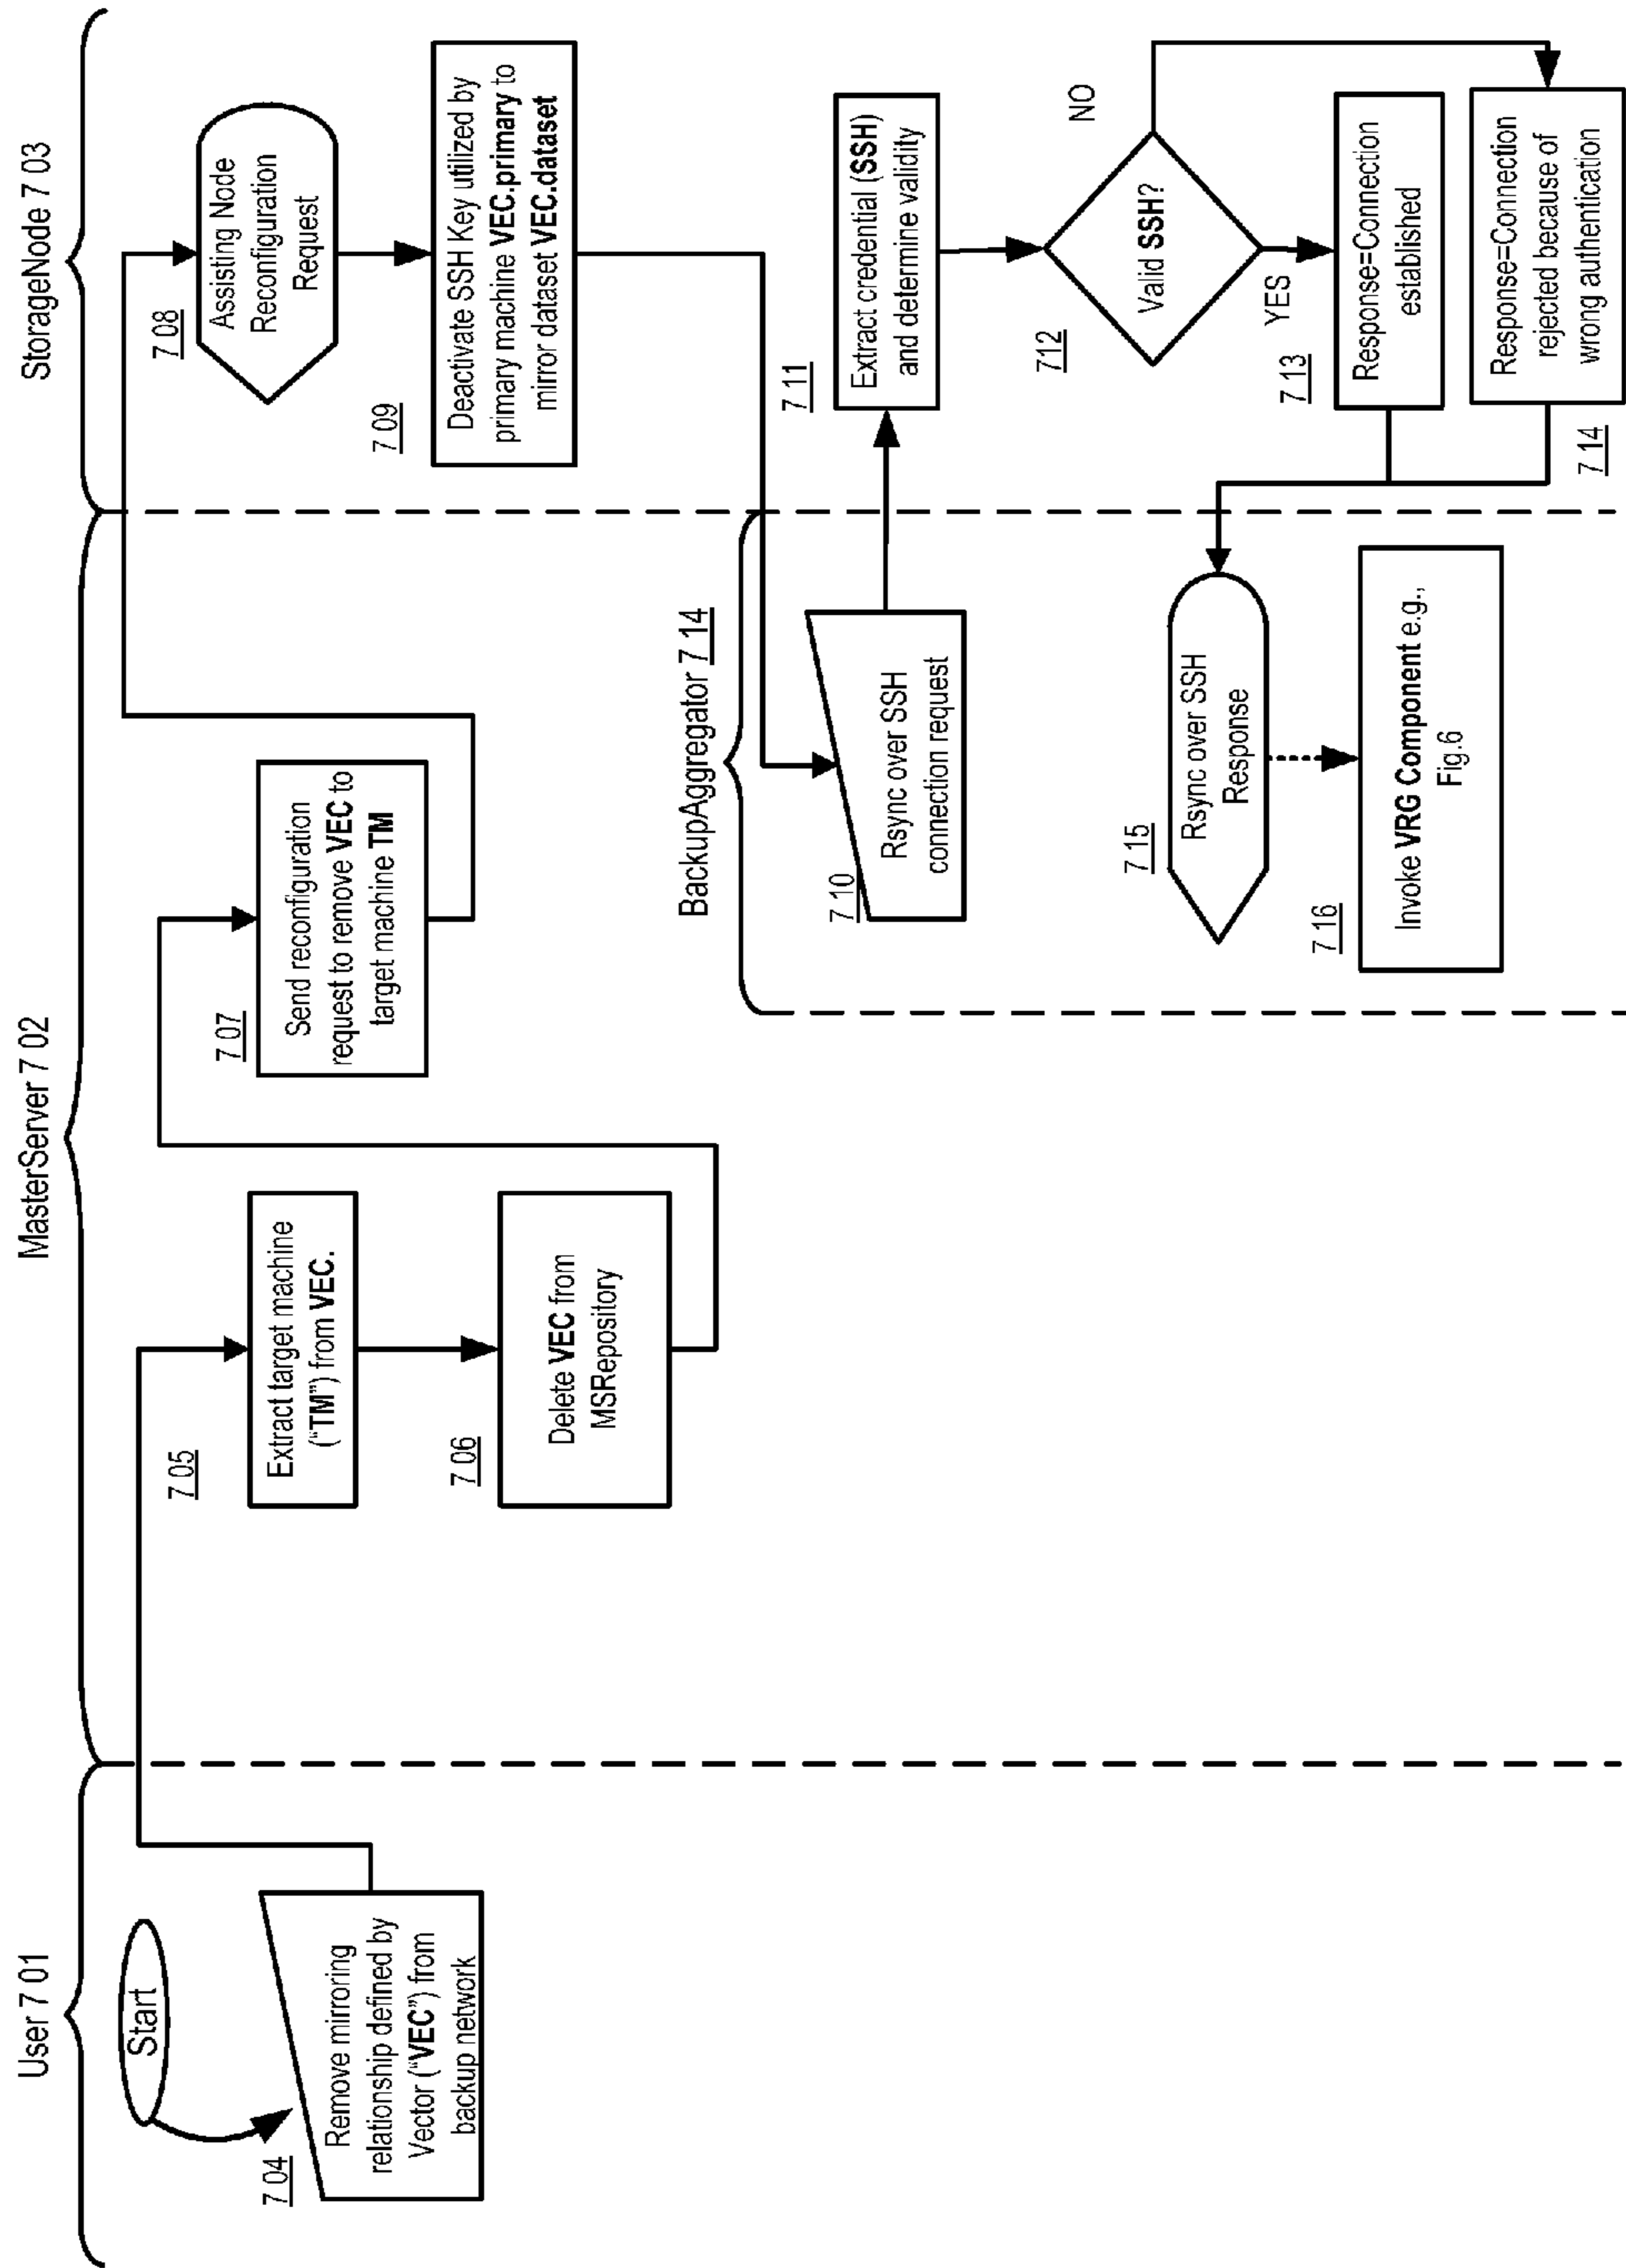 User 7 01
MasterServer 7 02
StorageNode 7 03
Start
7 04
Remove mirroring
relationship defined by
Vector (“VEC”) from
backup network
7 05
Extract target machine
(“TM”) from VEC.
7 06
Delete VEC from
MSRepository
7 07
Send reconfiguration
request to remove VEC to
target machine TM
7 08
Assisting Node
Reconfiguration
Request
7 09
Deactivate SSH Key utilized by
primary machine VEC.primary to
mirror dataset VEC.dataset
BackupAggregator 7 14
7 10
Rsync over SSH
connection request
7 11
Extract credential (SSH)
and determine validity
712
Valid SSH?
NO
YES
7 13
Response=Connection
established
7 14
Response=Connection
rejected because of
wrong authentication
7 15
Rsync over SSH
Response
7 16
Invoke VRG Component e.g.,
Fig.6